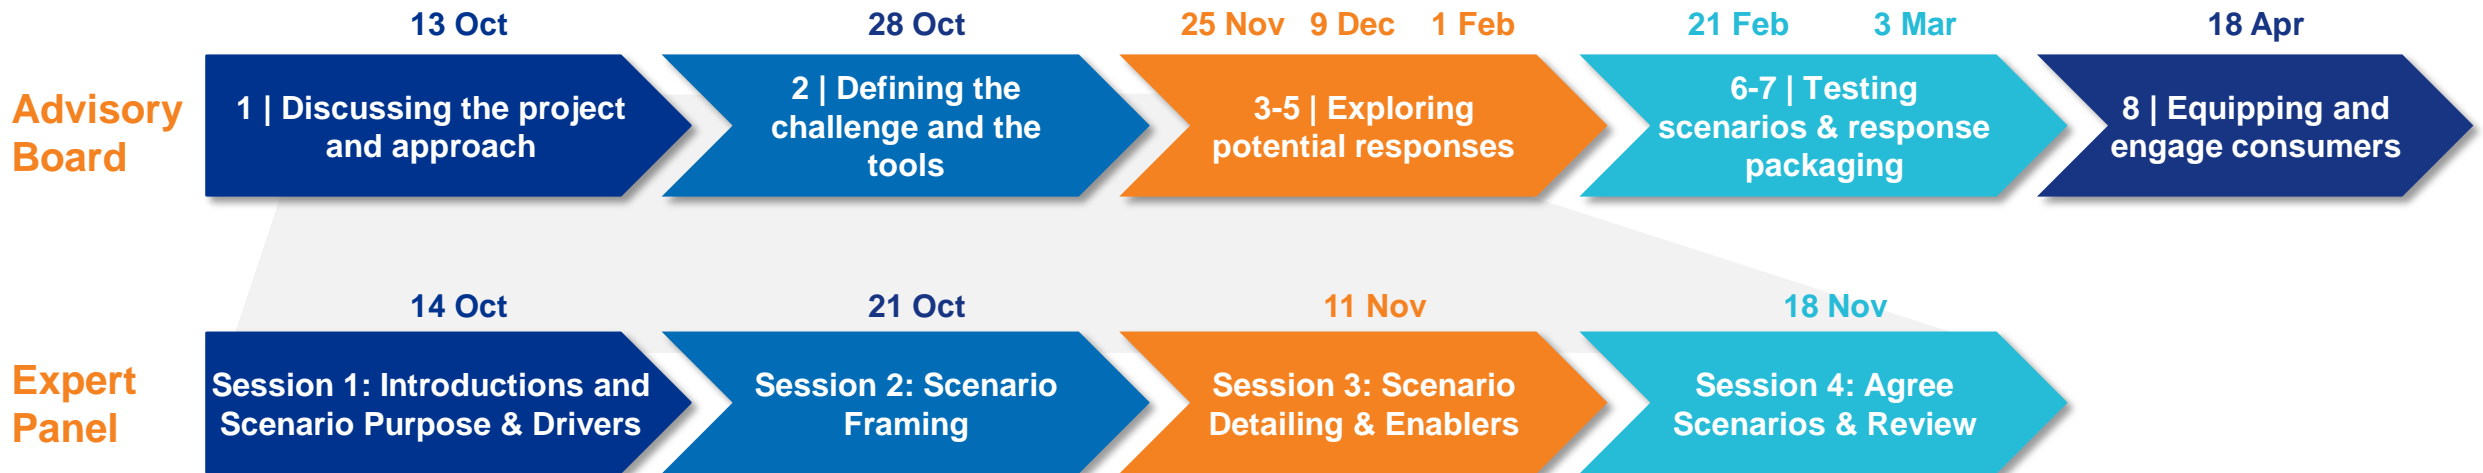 13 Oct
28 Oct
25 Nov 9 Dec 1 Feb
21 Feb 3 Mar
18 Apr
Advisory
Board
1 | Discussing the project
and approach
2 | Defining the
challenge and the
tools
3-5 | Exploring
potential responses
6-7 | Testing
scenarios & response
packaging
8 | Equipping and
engage consumers
14 Oct
21 Oct
11 Nov
18 Nov
Expert
Panel
Session 1: Introductions and
Scenario Purpose & Drivers
Session 2: Scenario
Framing
Session 3: Scenario
Detailing & Enablers
Session 4: Agree
Scenarios & Review